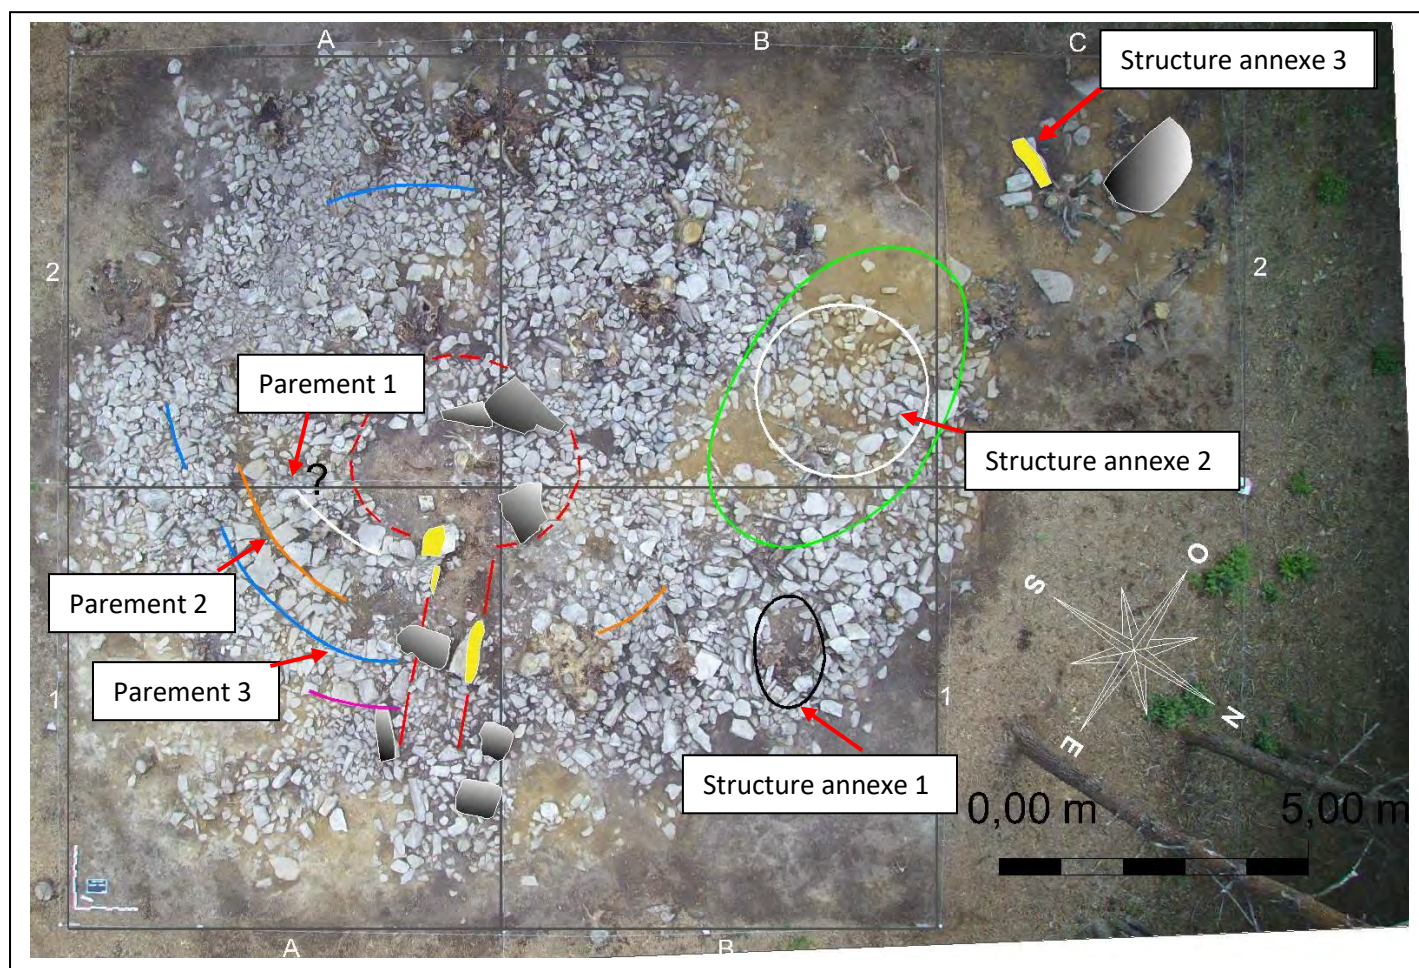 A
B
C
Structure annexe 3
2
2
Parement 1
?
Structure annexe 2
Parement 2
Parement 3
S
O
N
E
1
1
Structure annexe 1
0,00 m
5,00 m
A
B